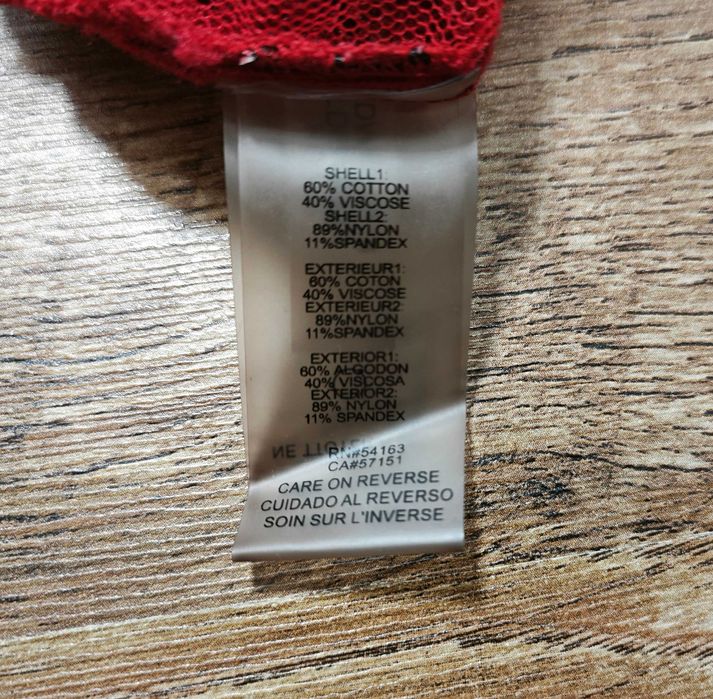 SHELL1:
60% COTTON
40% VISCOSE
SHELL2:
89%NYLON
11%SPANDEX
EXTERIEUR1:
60% COTON
40% VISCOSE
EXTERIEUR2
89%NYLON
11%SPANDEX
EXTERIOR1:
60% ALGODON
40% VISCOSA
EXTERIOR2:
89% NYLON
11% SPANDEX
RN#54163
CA#57151
CARE ON REVERSE
CUIDADO AL REVERSO
SOIN SUR L'INVERSE